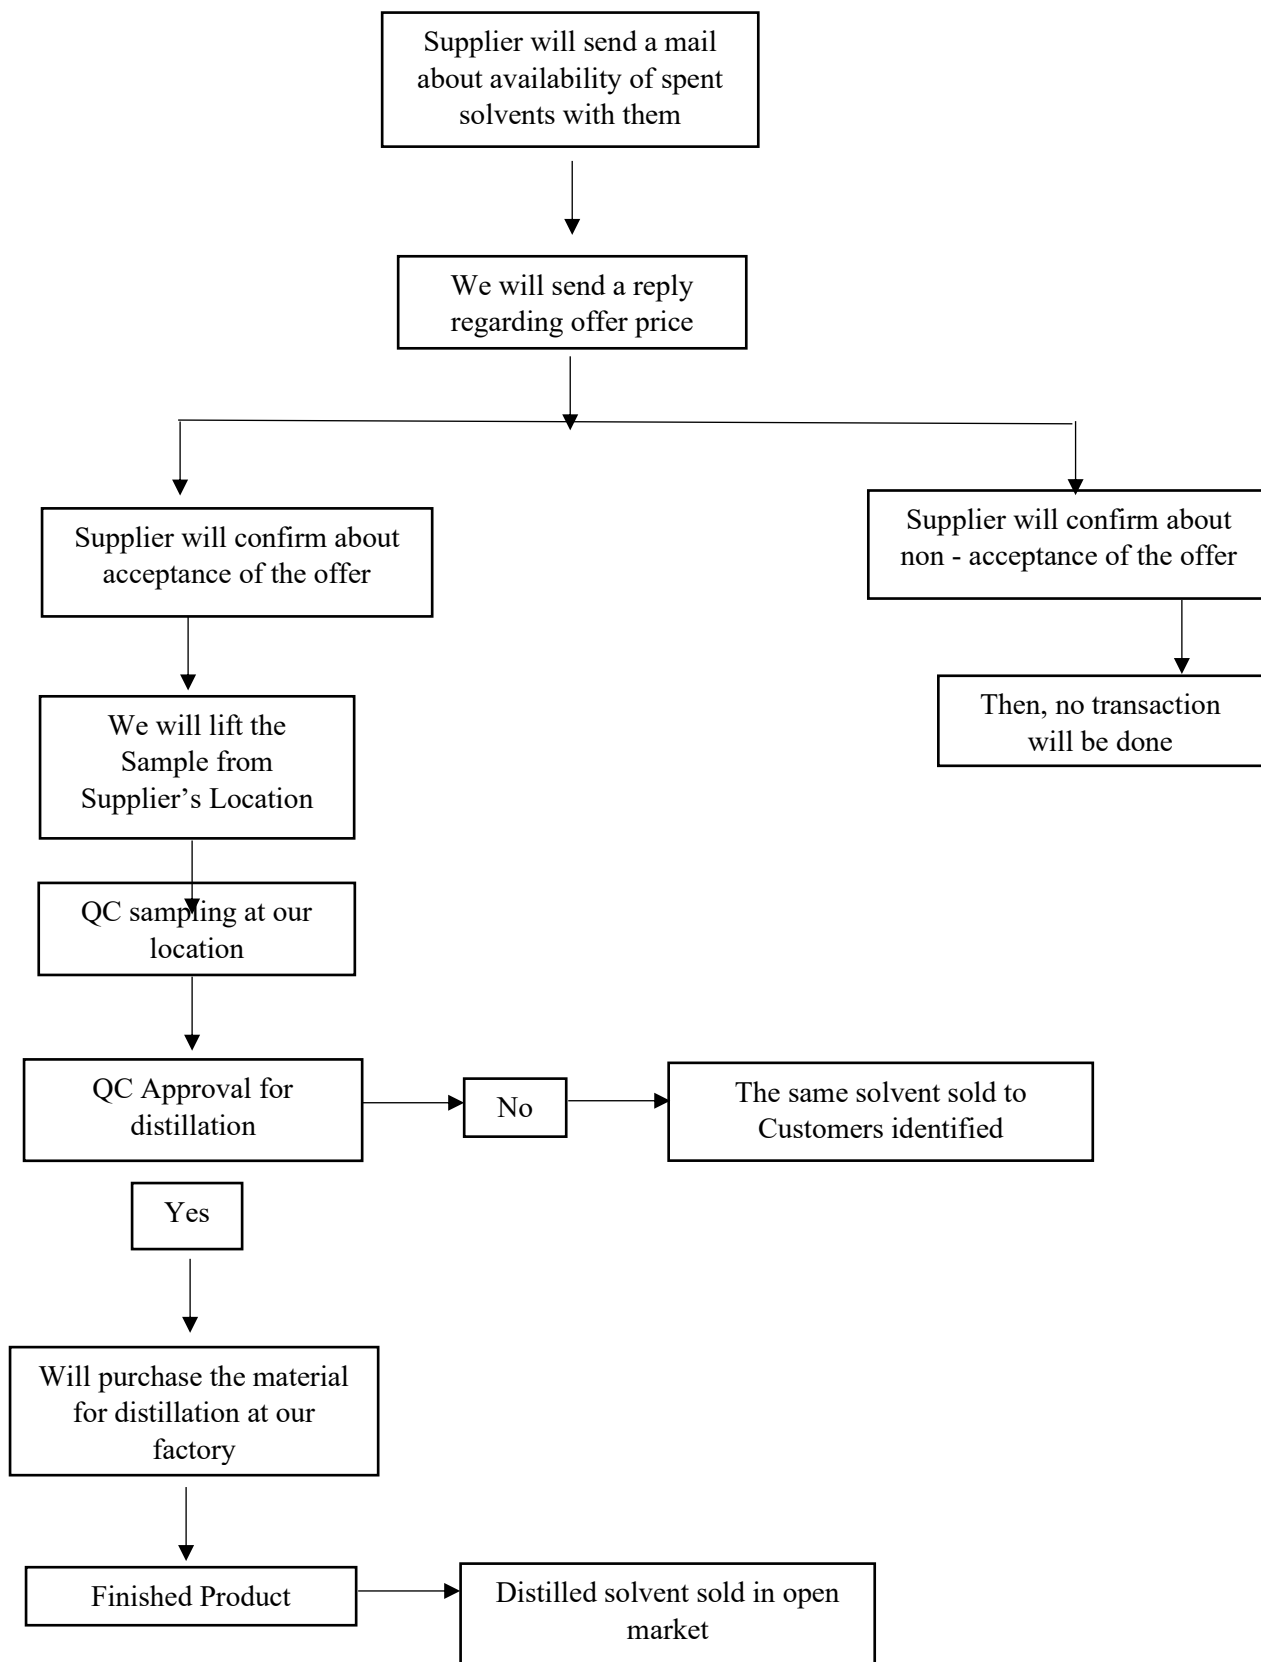 Supplier will send a mail
about availability of spent
solvents with them
We will send a reply
regarding offer price
Supplier will confirm about
acceptance of the offer
Supplier will confirm about
non - acceptance of the offer
We will lift the
Sample from
Supplier’s Location
Then, no transaction
will be done
QC sampling at our
location
QC Approval for
distillation
No
The same solvent sold to
Customers identified
Yes
Will purchase the material
for distillation at our
factory
Finished Product
Distilled solvent sold in open
market